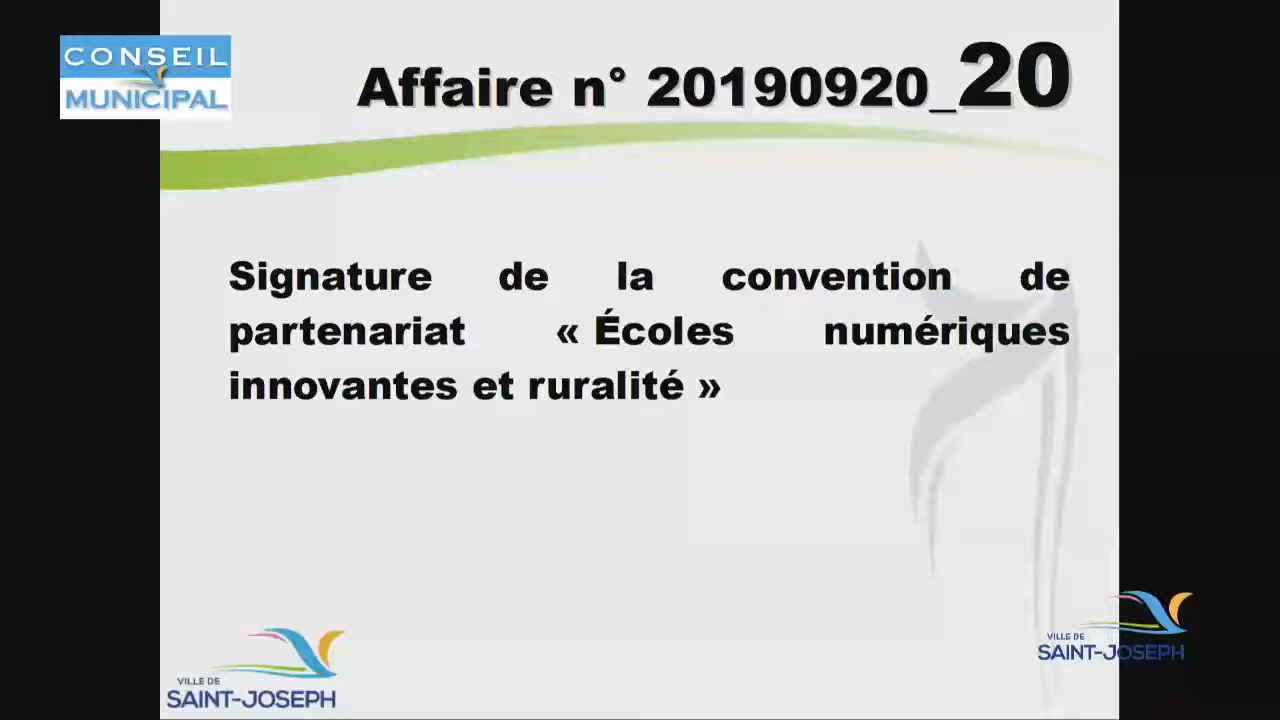 CONSEIL
MUNICIPAL
Affaire n° 20190920_20
Signature de la convention de
partenariat « Écoles numériques
innovantes et ruralité »
VILLE DE
SAINT-JOSEPH
VILLE DE
SAINT-JOSEPH